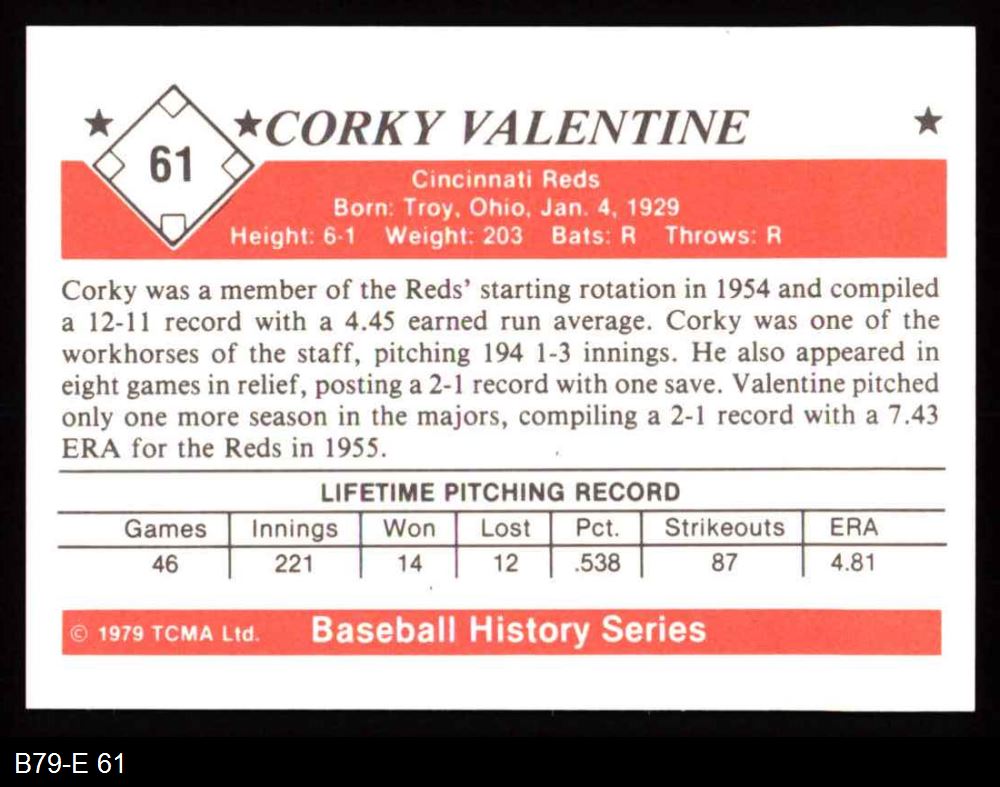 61
CORKY VALENTINE
Cincinnati Reds
Born: Troy, Ohio, Jan. 4, 1929
Height: 6-1 Weight: 203 Bats: R Throws: R
Corky was a member of the Reds' starting rotation in 1954 and compiled
a 12-11 record with a 4.45 earned run average. Corky was one of the
workhorses of the staff, pitching 194 1-3 innings. He also appeared in
eight games in relief, posting a 2-1 record with one save. Valentine pitched
only one more season in the majors, compiling a 2-1 record with a 7.43
ERA for the Reds in 1955.
LIFETIME PITCHING RECORD
Games Innings Won Lost Pct. Strikeouts ERA
46 221 14 12 .538 87 4.81
© 1979 TCMA Ltd. Baseball History Series
B79-E 61